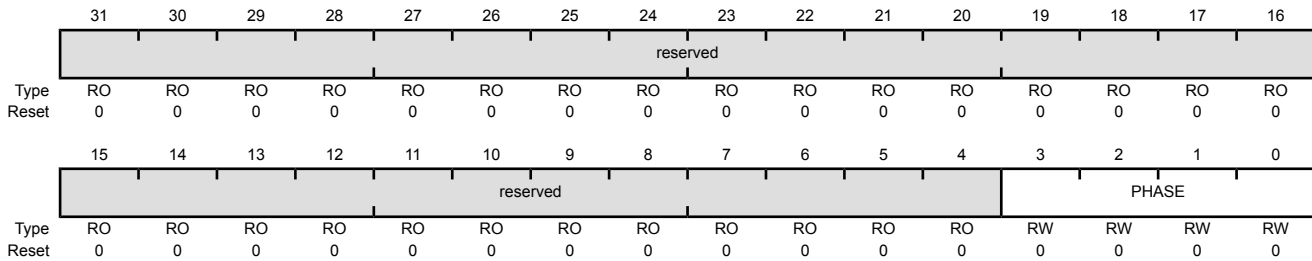 31 30 29 28 27 26 25 24 23 22 21 20 19 18 17 16
reserved
Type RO RO RO RO RO RO RO RO RO RO RO RO RO RO RO RO
Reset 0 0 0 0 0 0 0 0 0 0 0 0 0 0 0 0
15 14 13 12 11 10 9 8 7 6 5 4 3 2 1 0
reserved PHASE
Type RO RO RO RO RO RO RO RO RO RO RO RO RW RW RW RW
Reset 0 0 0 0 0 0 0 0 0 0 0 0 0 0 0 0